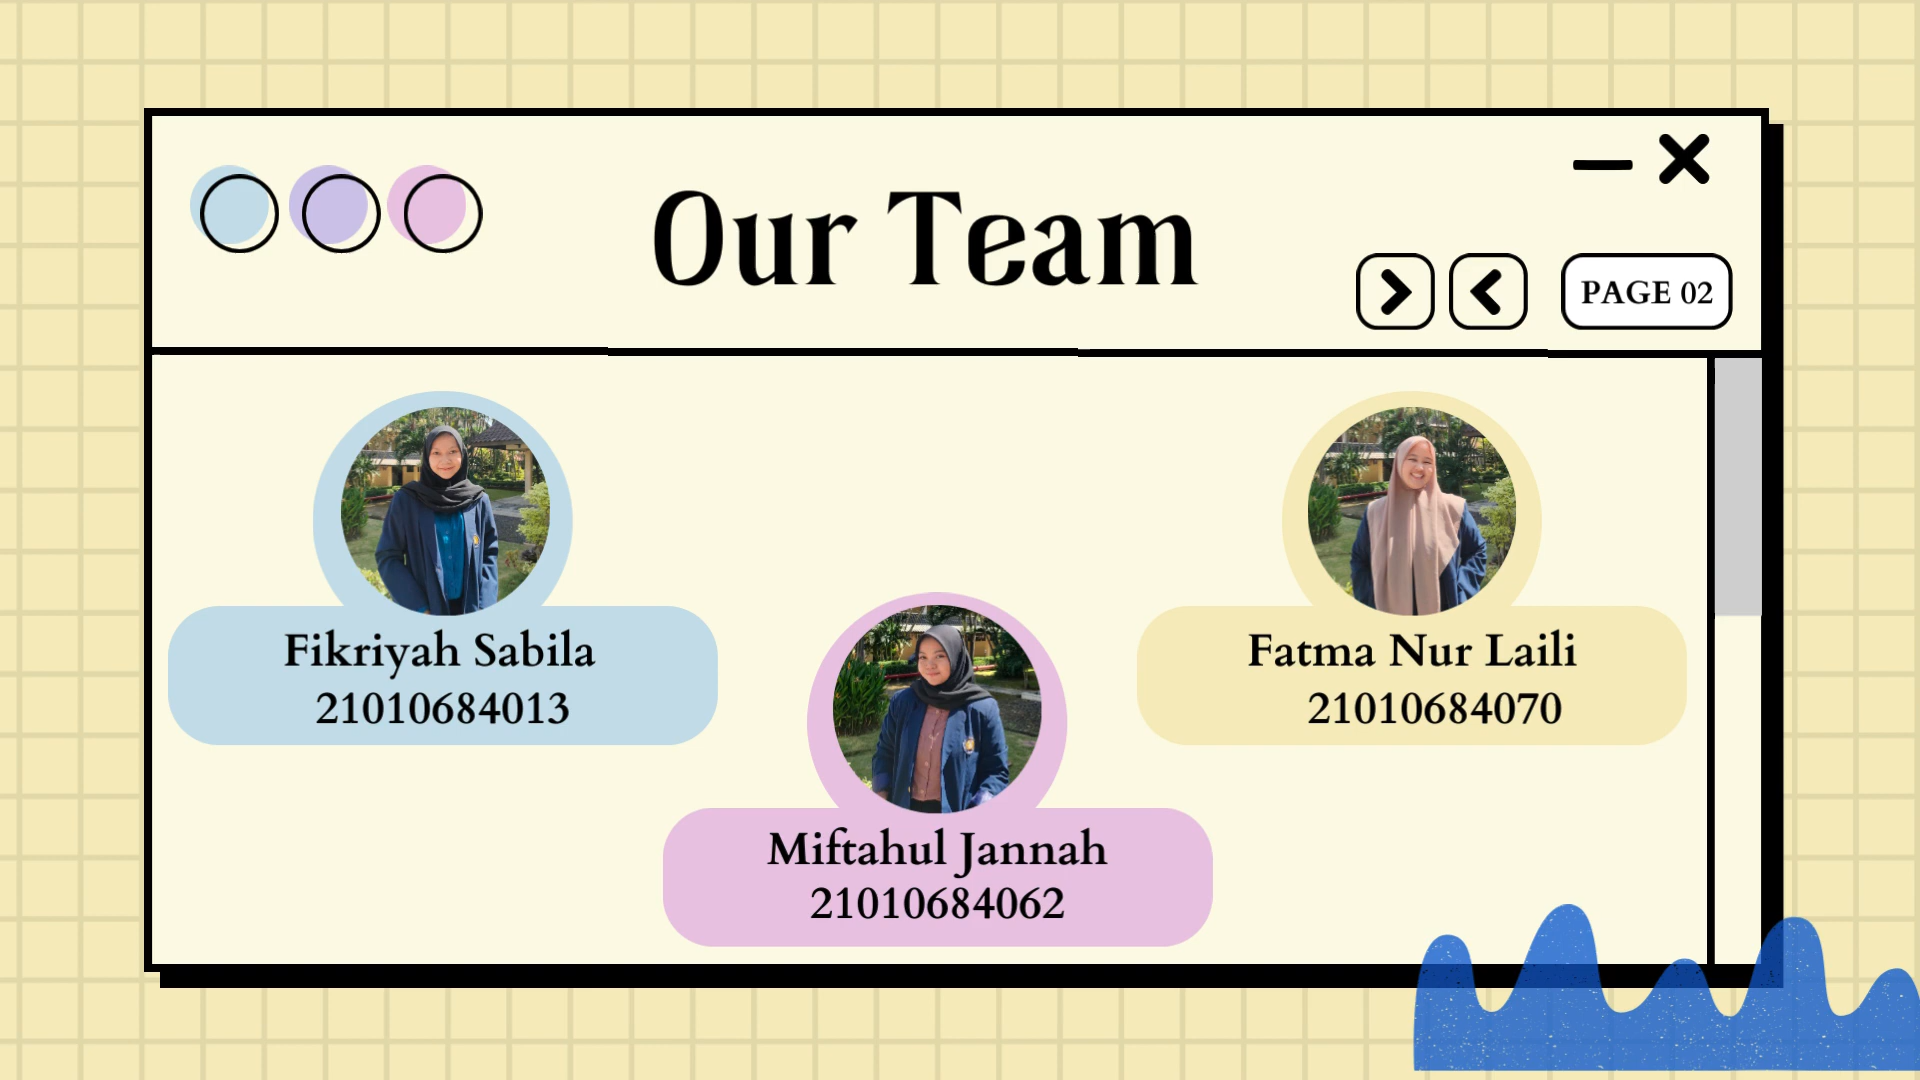 Our Team
PAGE 02
Fikriyah Sabila
21010684013
Fatma Nur Laili
21010684070
Miftahul Jannah
21010684062